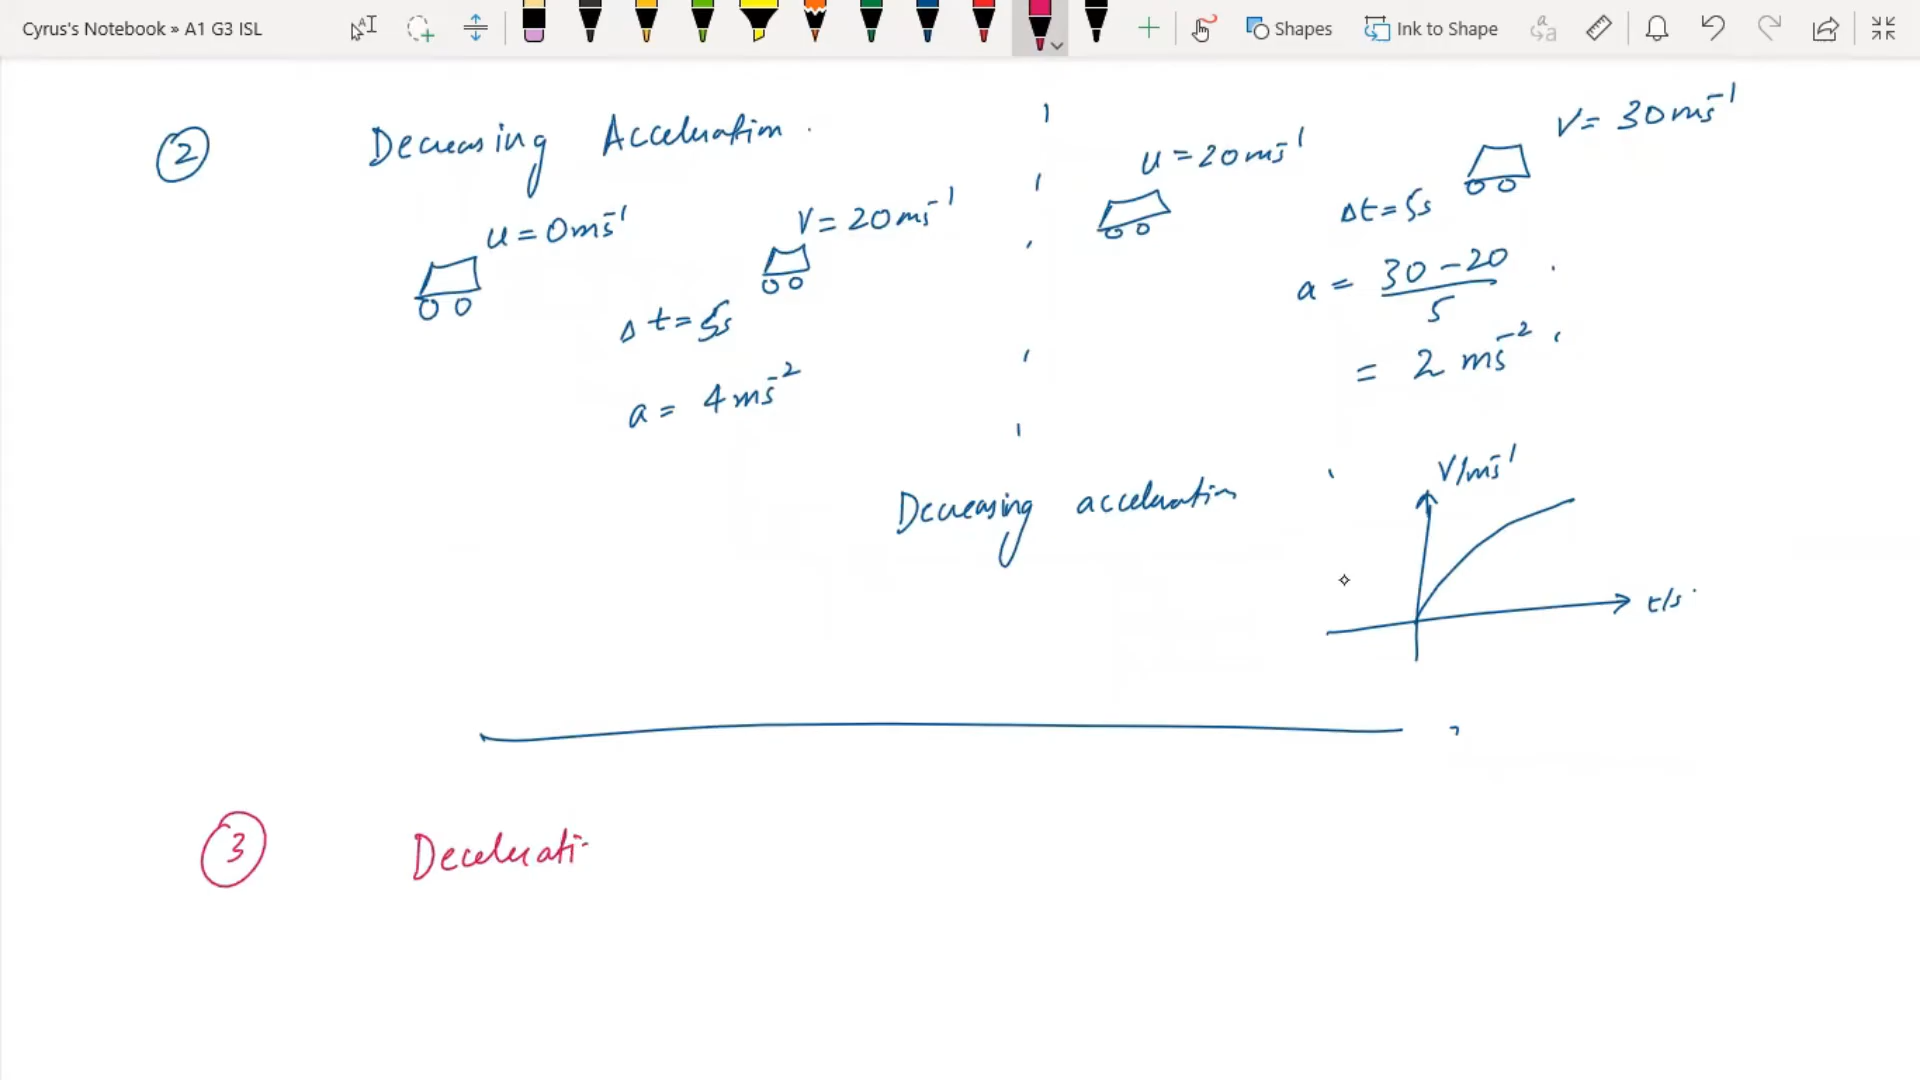 Cyrus's Notebook » A1 G3 ISL
Shapes
Ink to Shape
② Decreasing Acceleration
u = 0ms⁻¹
V = 20ms⁻¹
Δt = 5s
a = 4ms⁻²
u = 20ms⁻¹
V = 30ms⁻¹
Δt = 5s
a = 30 - 20 / 5
= 2 ms⁻²
Decreasing acceleration
V/ms⁻¹
t/s
③ Decelerati